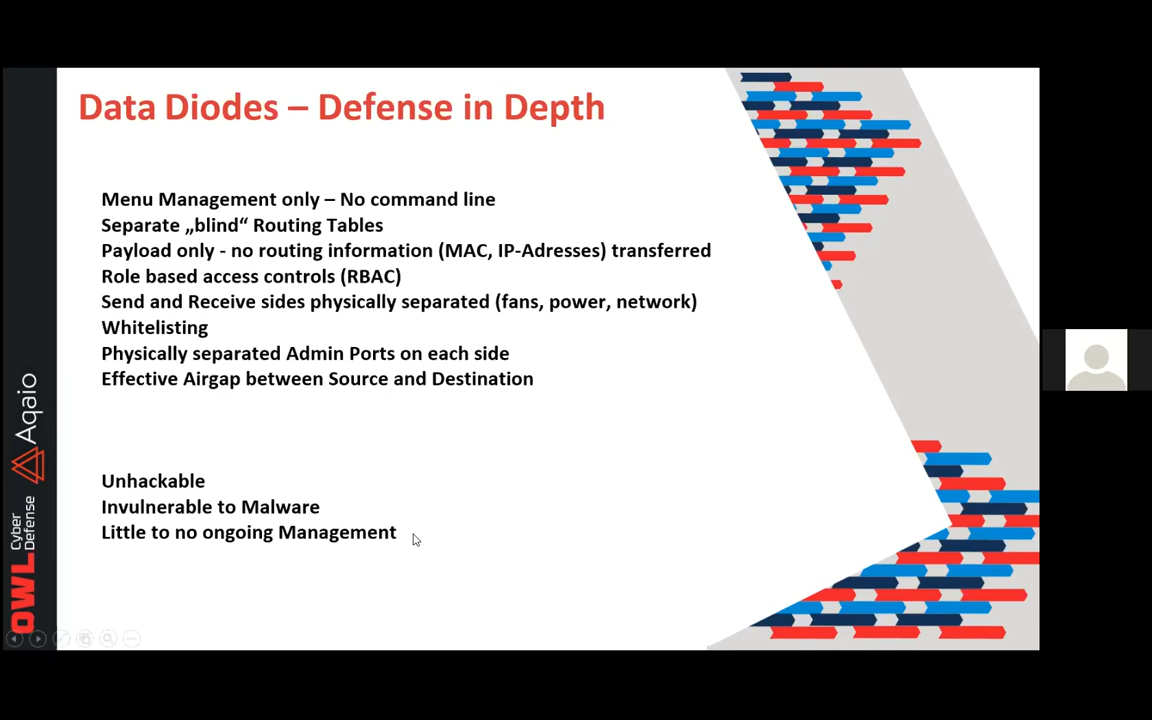 Data Diodes – Defense in Depth
Menu Management only – No command line
Separate „blind“ Routing Tables
Payload only - no routing information (MAC, IP-Adresses) transferred
Role based access controls (RBAC)
Send and Receive sides physically separated (fans, power, network)
Whitelisting
Physically separated Admin Ports on each side
Effective Airgap between Source and Destination
Unhackable
Invulnerable to Malware
Little to no ongoing Management
Aqaio
OWL Cyber
Defense